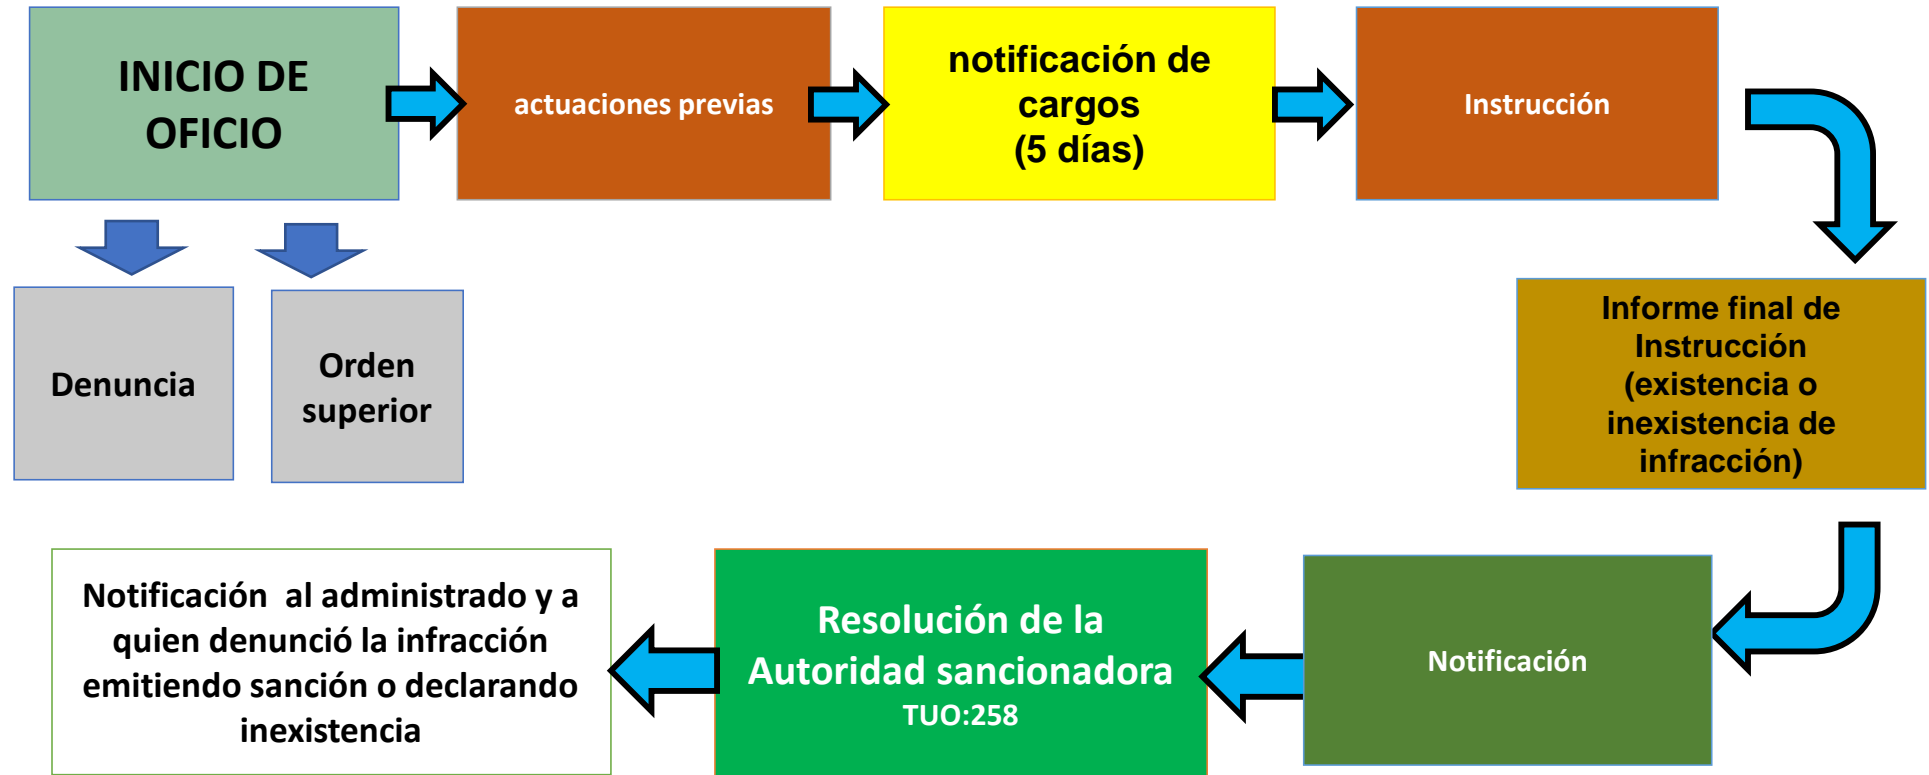 INICIO DE
OFICIO
actuaciones previas
notificación de
cargos
(5 días)
Instrucción
Denuncia
Orden
superior
Informe final de
Instrucción
(existencia o
inexistencia de
infracción)
Notificación al administrado y a
quien denunció la infracción
emitiendo sanción o declarando
inexistencia
Resolución de la
Autoridad sancionadora
TUO:258
Notificación